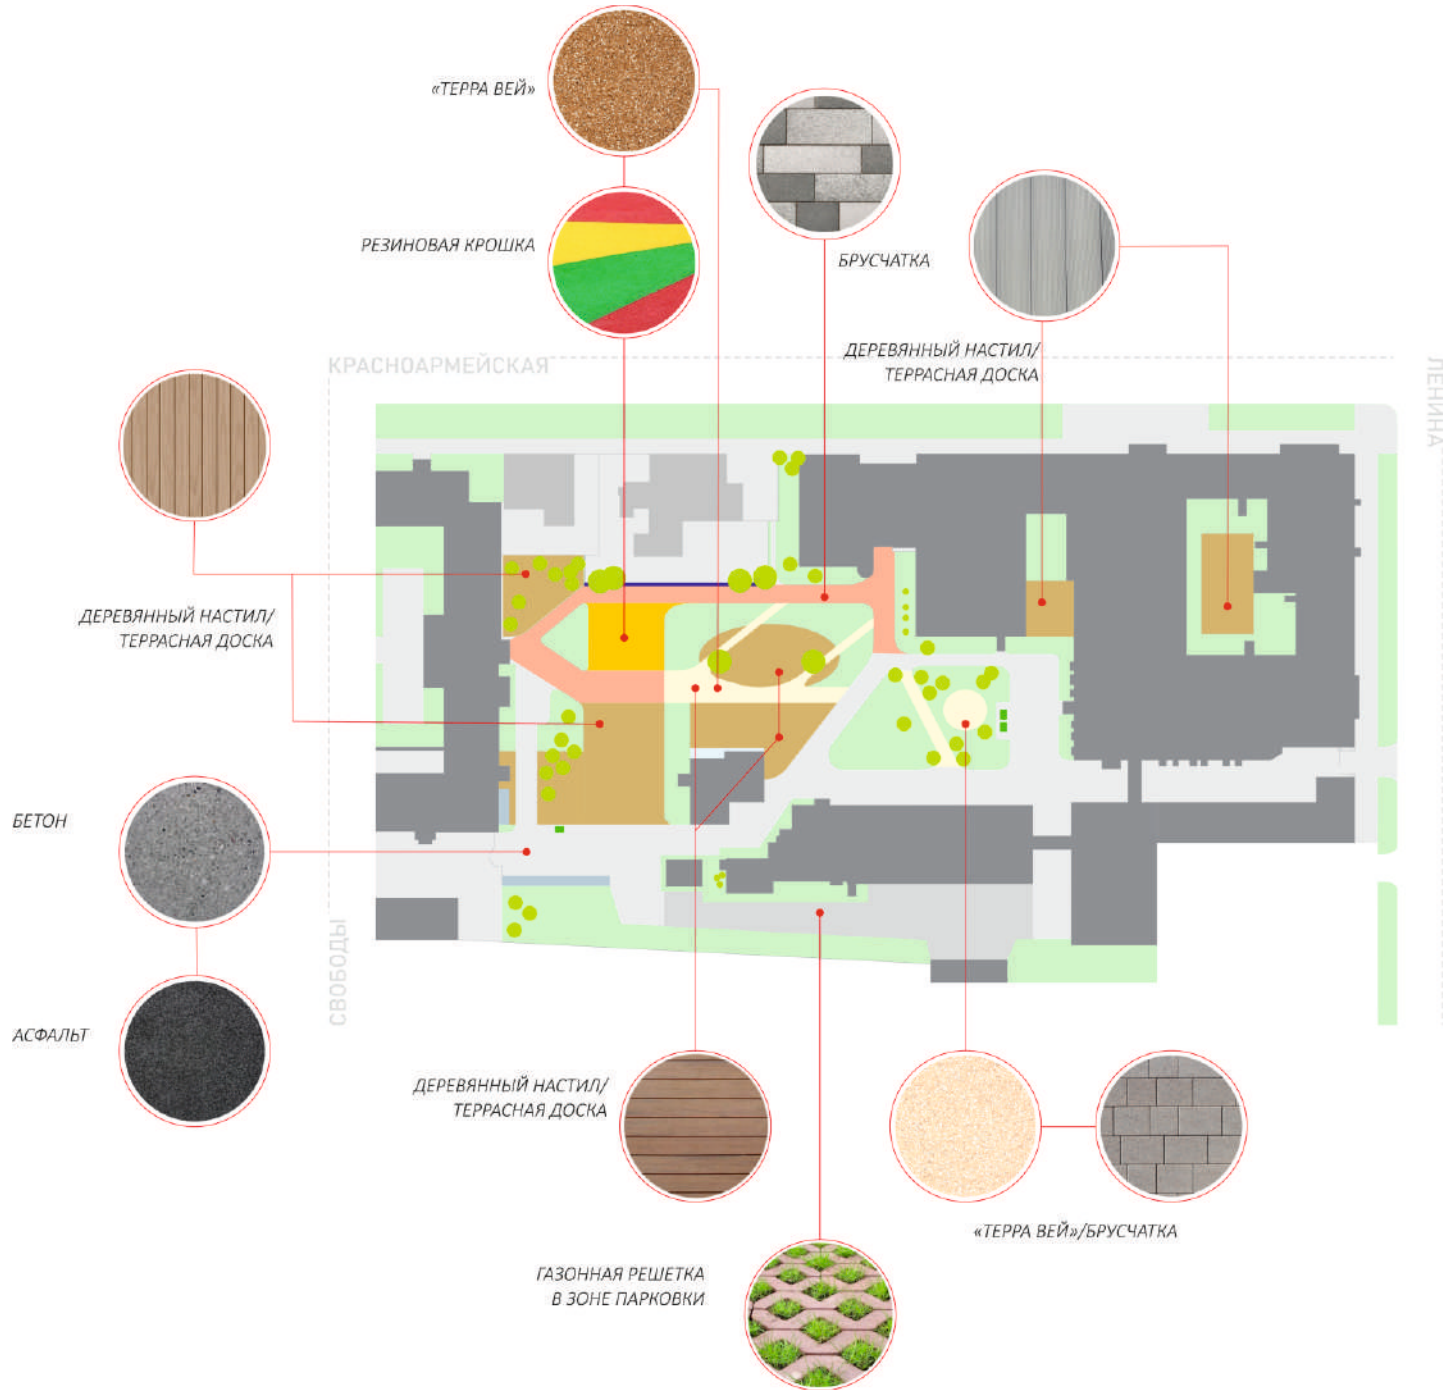 «ТЕРРА ВЕЙ»
РЕЗИНОВАЯ КРОШКА
БРУСЧАТКА
ДЕРЕВЯННЫЙ НАСТИЛ/
ТЕРРАСНАЯ ДОСКА
КРАСНОАРМЕЙСКАЯ
ЛЕНИНА
ДЕРЕВЯННЫЙ НАСТИЛ/
ТЕРРАСНАЯ ДОСКА
БЕТОН
СВОБОДЫ
АСФАЛЬТ
ДЕРЕВЯННЫЙ НАСТИЛ/
ТЕРРАСНАЯ ДОСКА
«ТЕРРА ВЕЙ»/БРУСЧАТКА
ГАЗОННАЯ РЕШЕТКА
В ЗОНЕ ПАРКОВКИ